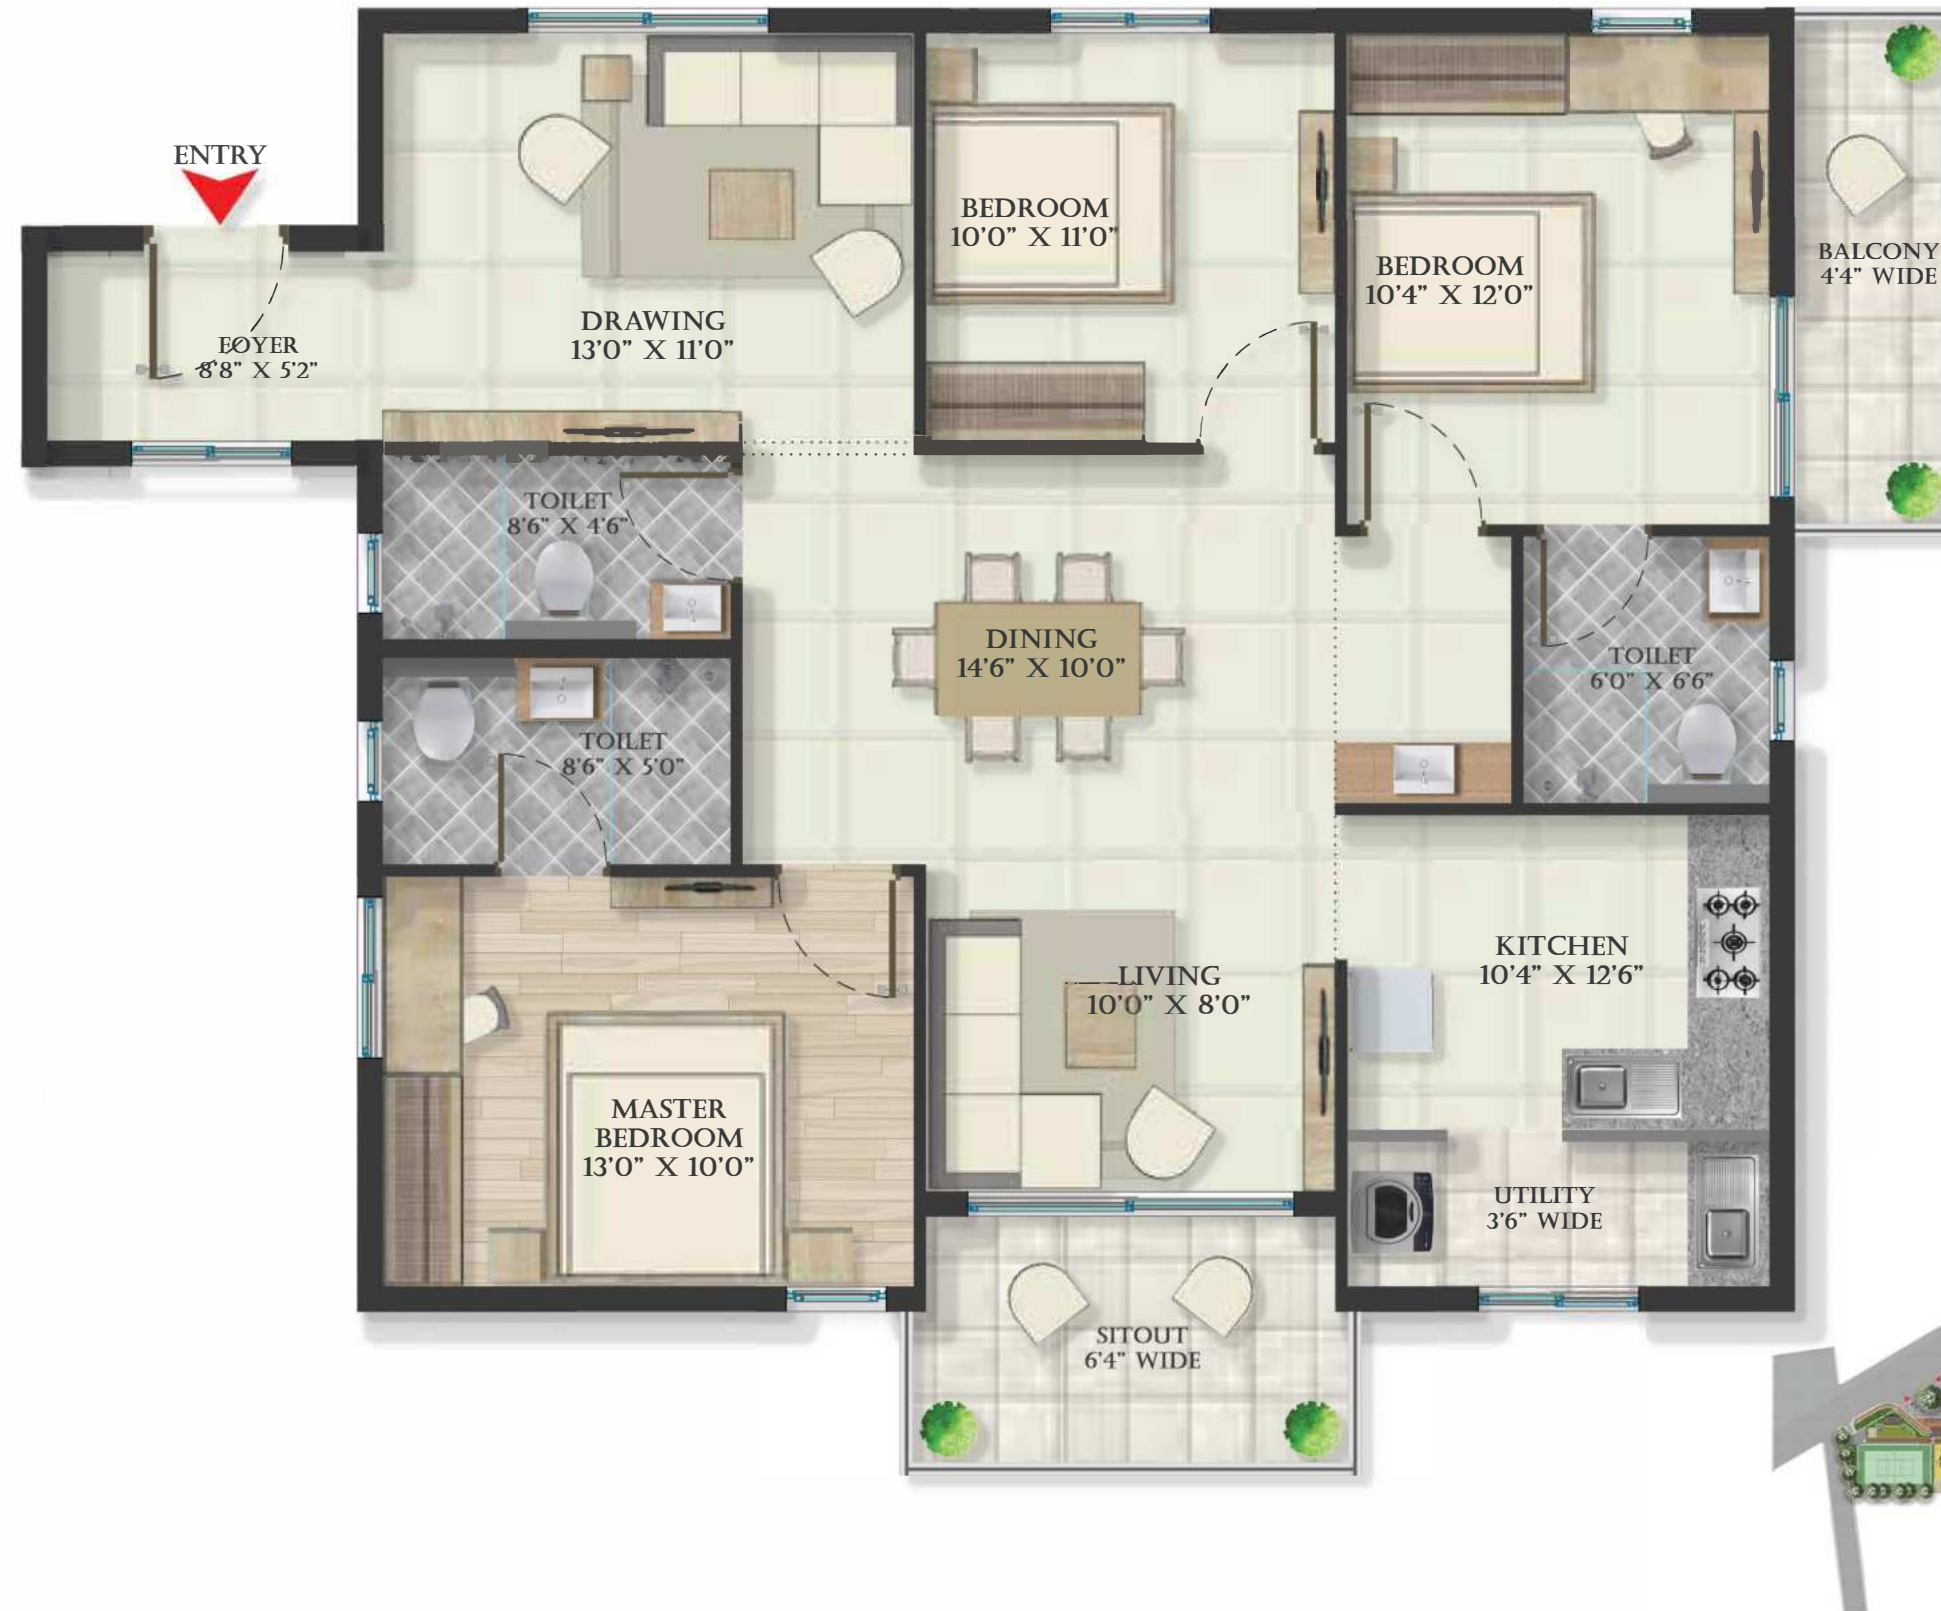 ENTRY
FOYER
8'8" X 5'2"
DRAWING
13'0" X 11'0"
BEDROOM
10'0" X 11'0"
BEDROOM
10'4" X 12'0"
BALCONY
4'4" WIDE
TOILET
8'6" X 4'6"
DINING
14'6" X 10'0"
TOILET
6'0" X 6'6"
TOILET
8'6" X 5'0"
KITCHEN
10'4" X 12'6"
LIVING
10'0" X 8'0"
MASTER
BEDROOM
13'0" X 10'0"
UTILITY
3'6" WIDE
SITOUT
6'4" WIDE